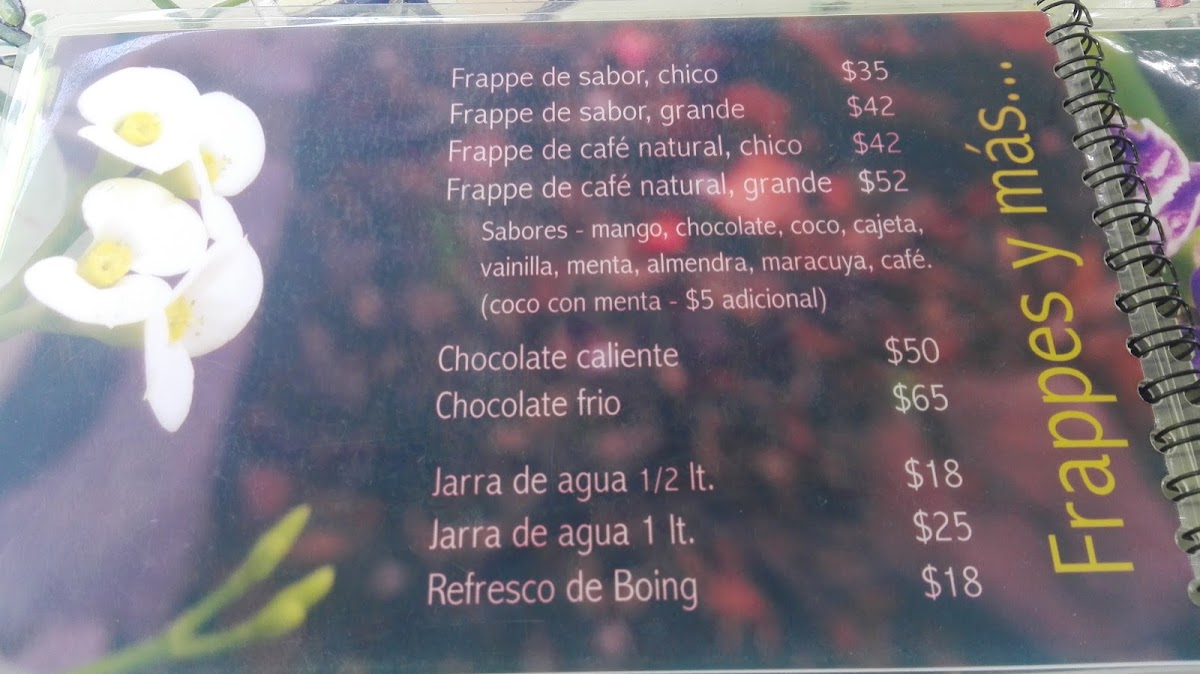 Frappe de sabor, chico $35
Frappe de sabor, grande $42
Frappe de café natural, chico $42
Frappe de café natural, grande $52
Sabores - mango, chocolate, coco, cajeta,
vainilla, menta, almendra, maracuya, café.
(coco con menta - $5 adicional)
Chocolate caliente $50
Chocolate frio $65
Jarra de agua 1/2 lt. $18
Jarra de agua 1 lt. $25
Refresco de Boing $18
Frappes y más...